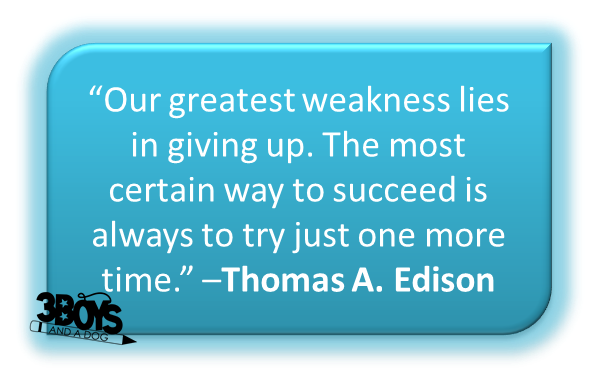 “Our greatest weakness lies
in giving up. The most
certain way to succeed is
always to try just one more
time.” –Thomas A. Edison
3BOYS
AND A DOG